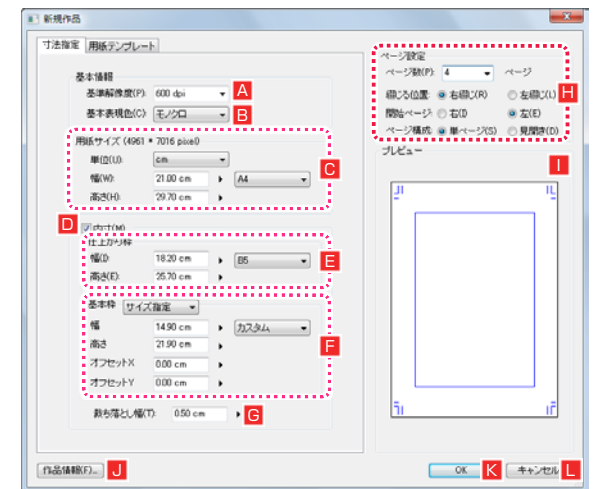 新規作品
寸法指定 用紙テンプレート
基本情報
基準解像度(P): 600 dpi A
基本表現色(C): モノクロ B
用紙サイズ (4961 * 7016 pixel)
単位(U): cm
幅(W): 21.00 cm A4 C
高さ(H): 29.70 cm
D 内寸(M)
仕上がり枠
幅(I): 18.20 cm B5 E
高さ(E): 25.70 cm
基本枠 サイズ指定
幅 14.90 cm カスタム
高さ 21.90 cm F
オフセットX 0.00 cm
オフセットY 0.00 cm
裁ち落とし幅(T): 0.50 cm G
ページ設定
ページ数(P): 4 ページ
綴じる位置: 右綴じ(R) 左綴じ(L) H
開始ページ: 右(I) 左(E)
ページ構成: 単ページ(S) 見開き(D)
プレビュー I
作品情報(F)... J
OK K キャンセル L